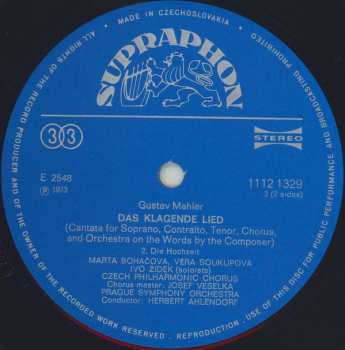 MADE IN CZECHOSLOVAKIA
ALL RIGHTS OF THE RECORD PRODUCER AND OF THE OWNER OF THE RECORDED WORK RESERVED . REPRODUCTION . USE OF THIS DISC FOR PUBLIC PERFORMANCE AND BROADCASTING PROHIBITED
SUPRAPHON
33
STEREO
E 2548
℗ 1973
1112 1329
2 (2 sides)
Gustav Mahler
DAS KLAGENDE LIED
(Cantata for Soprano, Contralto, Tenor, Chorus,
and Orchestra on the Words by the Composer)
2. Die Hochzeit
MARTA BOHÁČOVÁ, VĚRA SOUKUPOVÁ
IVO ŽÍDEK (soloists)
CZECH PHILHARMONIC CHORUS
Chorus master: JOSEF VESELKA
PRAGUE SYMPHONY ORCHESTRA
Conductor: HERBERT AHLENDORF